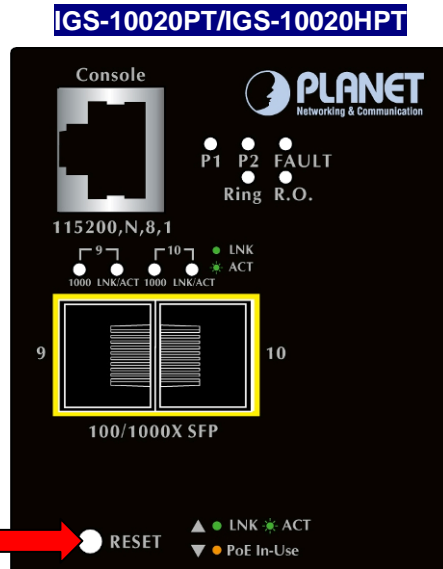 IGS-10020PT/IGS-10020HPT
Console
PLANET
Networking & Communication
P1 P2 FAULT
Ring R.O.
115200,N,8,1
9 10 LNK
ACT
1000 LNK/ACT 1000 LNK/ACT
9 10
100/1000X SFP
RESET
LNK ACT
PoE In-Use